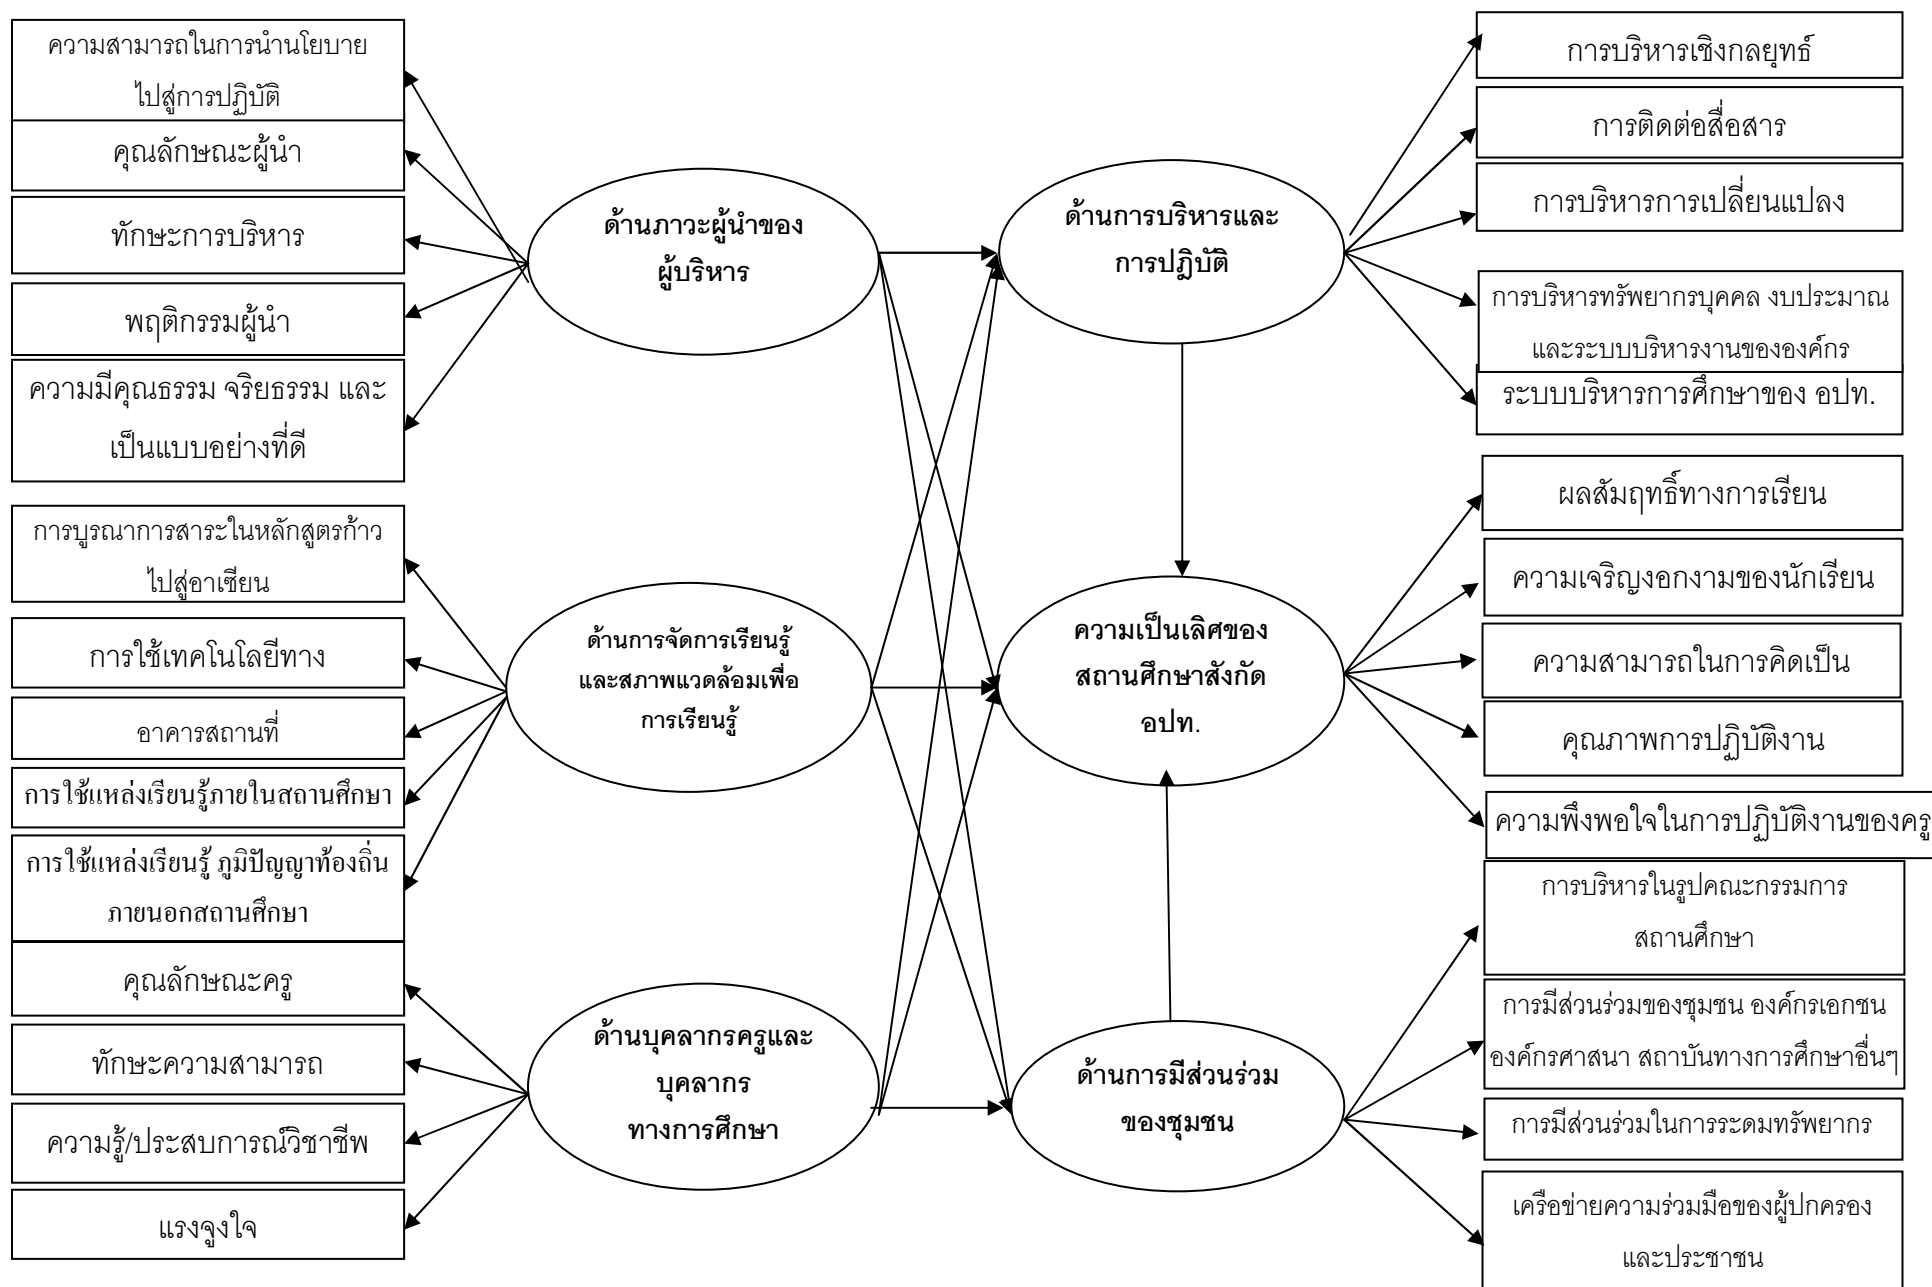 ความสามารถในการนำนโยบาย
ไปสู่การปฏิบัติ
คุณลักษณะผู้นำ
ทักษะการบริหาร
พฤติกรรมผู้นำ
ความมีคุณธรรม จริยธรรม และ
เป็นแบบอย่างที่ดี
การบูรณาการสาระในหลักสูตรก้าว
ไปสู่อาเซียน
การใช้เทคโนโลยีทาง
อาคารสถานที่
การใช้แหล่งเรียนรู้ภายในสถานศึกษา
การใช้แหล่งเรียนรู้ ภูมิปัญญาท้องถิ่น
ภายนอกสถานศึกษา
คุณลักษณะครู
ทักษะความสามารถ
ความรู้/ประสบการณ์วิชาชีพ
แรงจูงใจ
ด้านภาวะผู้นำของ
ผู้บริหาร
ด้านการจัดการเรียนรู้
และสภาพแวดล้อมเพื่อ
การเรียนรู้
ด้านบุคลากรครูและ
บุคลากร
ทางการศึกษา
ด้านการบริหารและ
การปฎิบัติ
ความเป็นเลิศของ
สถานศึกษาสังกัด
อปท.
ด้านการมีส่วนร่วม
ของชุมชน
การบริหารเชิงกลยุทธ์
การติดต่อสื่อสาร
การบริหารการเปลี่ยนแปลง
การบริหารทรัพยากรบุคคล งบประมาณ
และระบบบริหารงานขององค์กร
ระบบบริหารการศึกษาของ อปท.
ผลสัมฤทธิ์ทางการเรียน
ความเจริญงอกงามของนักเรียน
ความสามารถในการคิดเป็น
คุณภาพการปฏิบัติงาน
ความพึงพอใจในการปฏิบัติงานของครู
การบริหารในรูปคณะกรรมการ
สถานศึกษา
การมีส่วนร่วมของชุมชน องค์กรเอกชน
องค์กรศาสนา สถาบันทางการศึกษาอื่นๆ
การมีส่วนร่วมในการระดมทรัพยากร
เครือข่ายความร่วมมือของผู้ปกครอง
และประชาชน